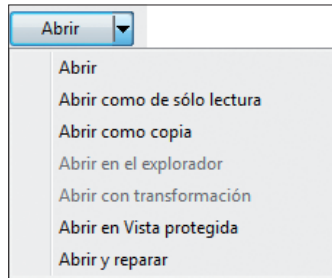 Abrir
Abrir
Abrir como de sólo lectura
Abrir como copia
Abrir en el explorador
Abrir con transformación
Abrir en Vista protegida
Abrir y reparar